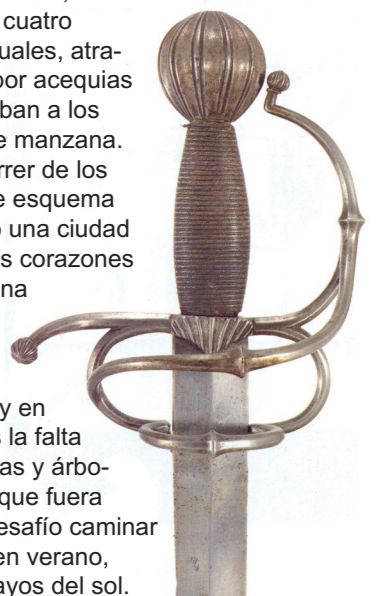 cuatro
uales, atra-
por acequias
ban a los
e manzana.
rrer de los
e esquema
o una ciudad
s corazones
na
y en
s la falta
as y árbo-
que fuera
esafío caminar
en verano,
ayos del sol.